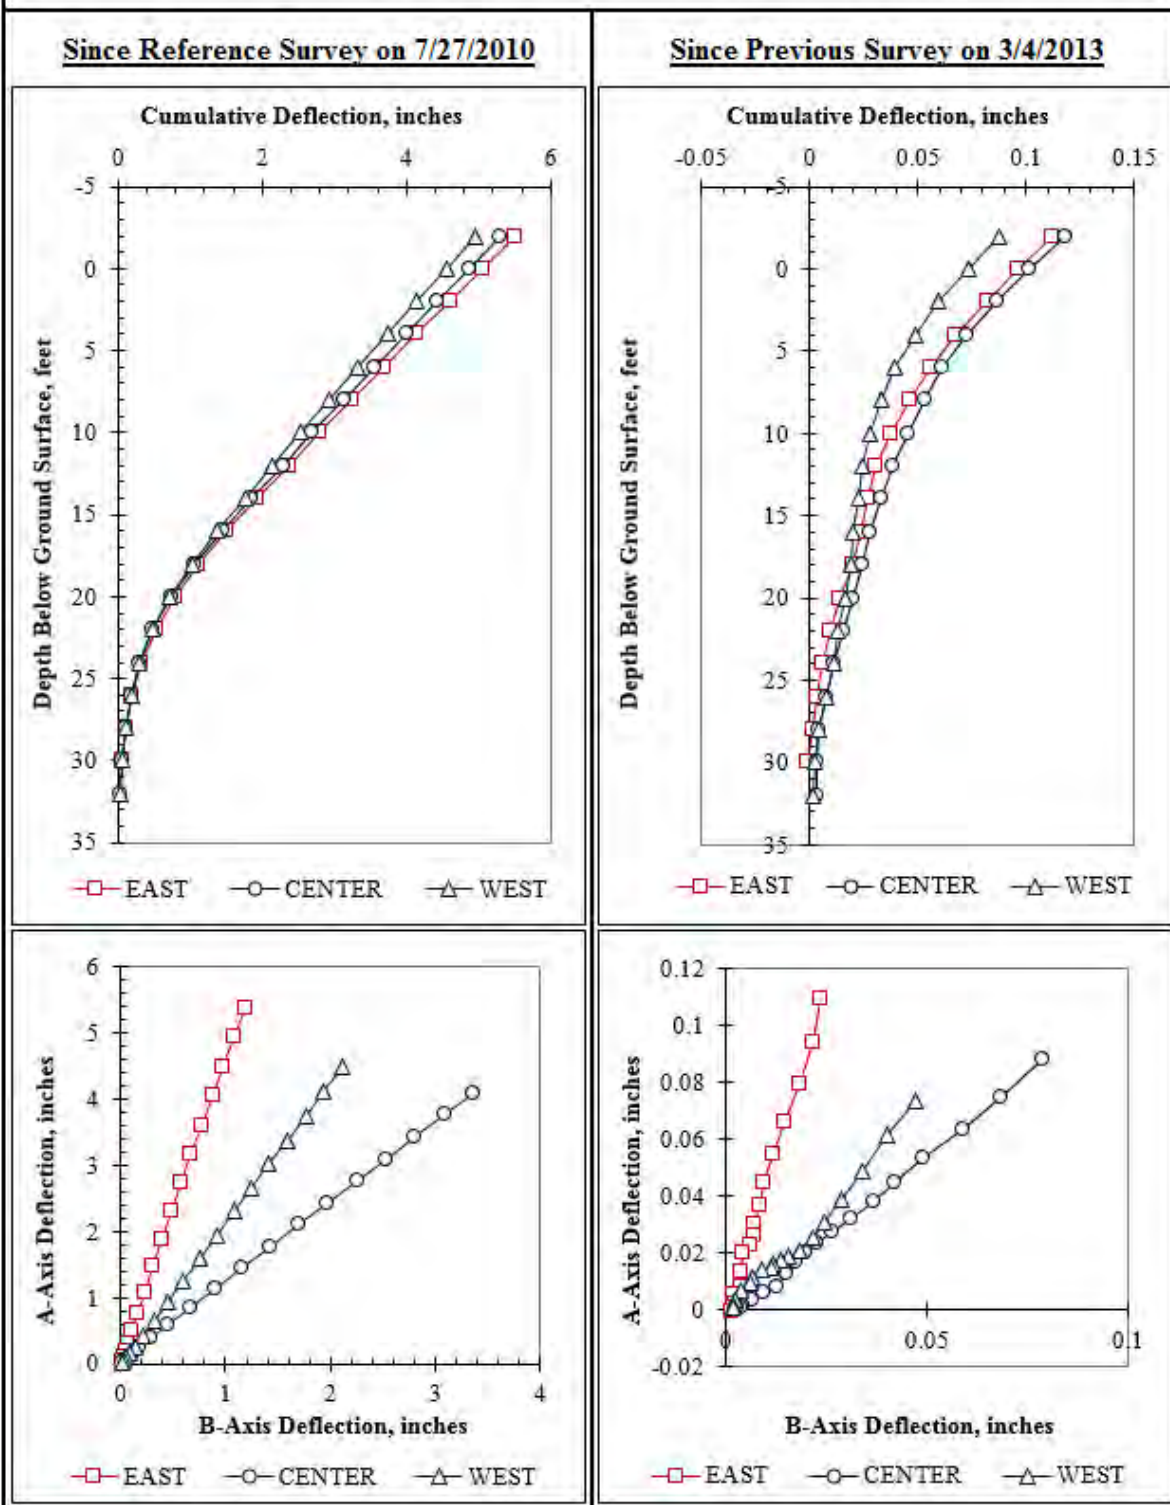 Since Reference Survey on 7/27/2010
Cumulative Deflection, inches
0 2 4 6
-5
0
5
10
15
20
25
30
35
Depth Below Ground Surface, feet
EAST CENTER WEST
Since Previous Survey on 3/4/2013
Cumulative Deflection, inches
-0.05 0 0.05 0.1 0.15
-5
0
5
10
15
20
25
30
35
Depth Below Ground Surface, feet
EAST CENTER WEST
6
5
4
3
2
1
0
A-Axis Deflection, inches
0 1 2 3 4
B-Axis Deflection, inches
EAST CENTER WEST
0.12
0.1
0.08
0.06
0.04
0.02
0
-0.02
A-Axis Deflection, inches
0 0.05 0.1
B-Axis Deflection, inches
EAST CENTER WEST